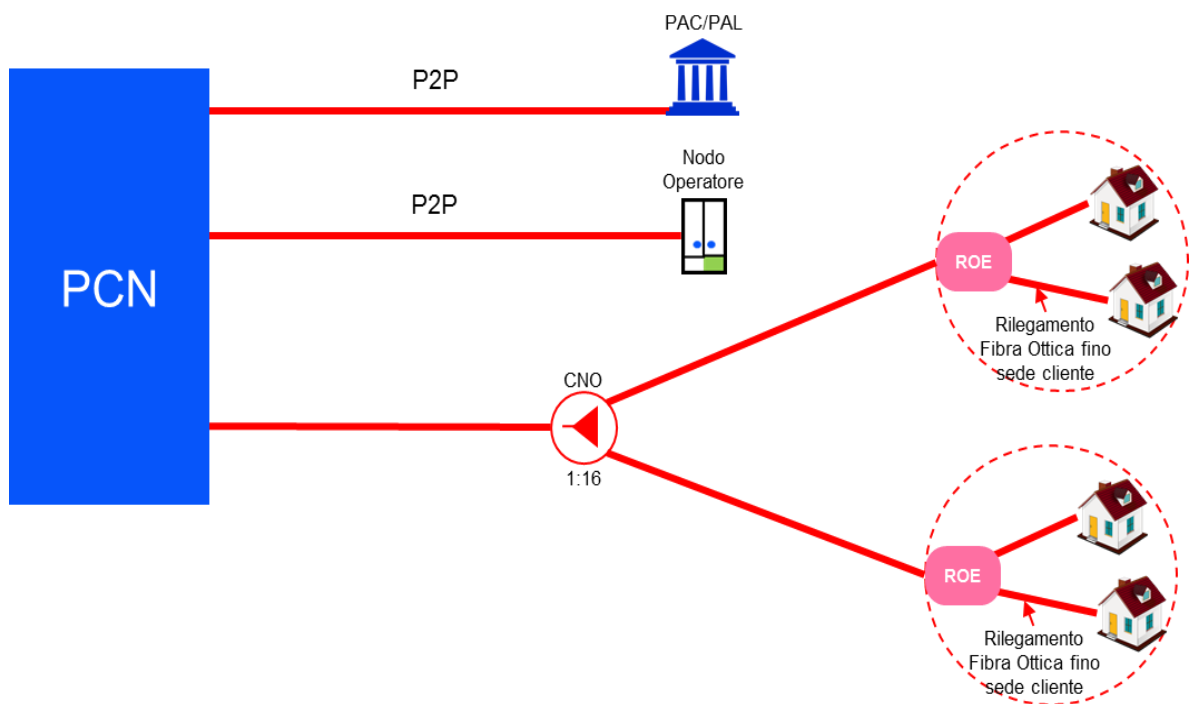 PAC/PAL
P2P
Nodo
Operatore
P2P
PCN
CNO
1:16
ROE
Rilegamento
Fibra Ottica fino
sede cliente
ROE
Rilegamento
Fibra Ottica fino
sede cliente